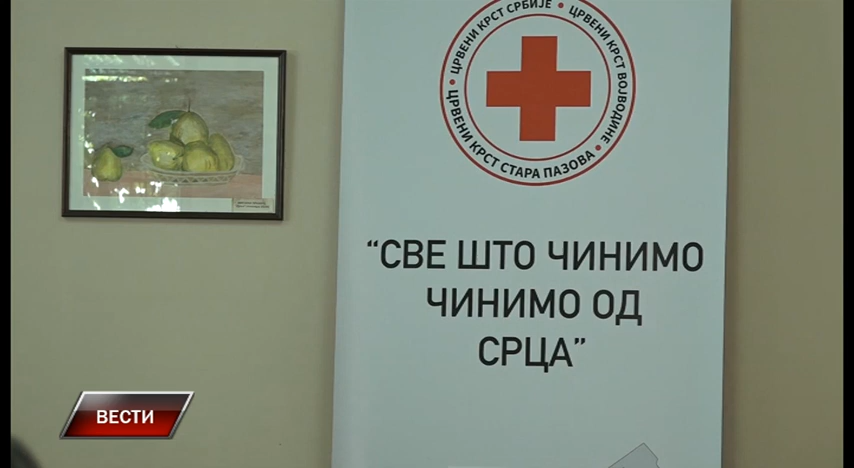 ЦРВЕНИ КРСТ СРБИЈЕ • ЦРВЕНИ КРСТ ВОЈВОДИНЕ • ЦРВЕНИ КРСТ СТАРА ПАЗОВА •
“СВЕ ШТО ЧИНИМО
ЧИНИМО ОД
СРЦА”
ВЕСТИ